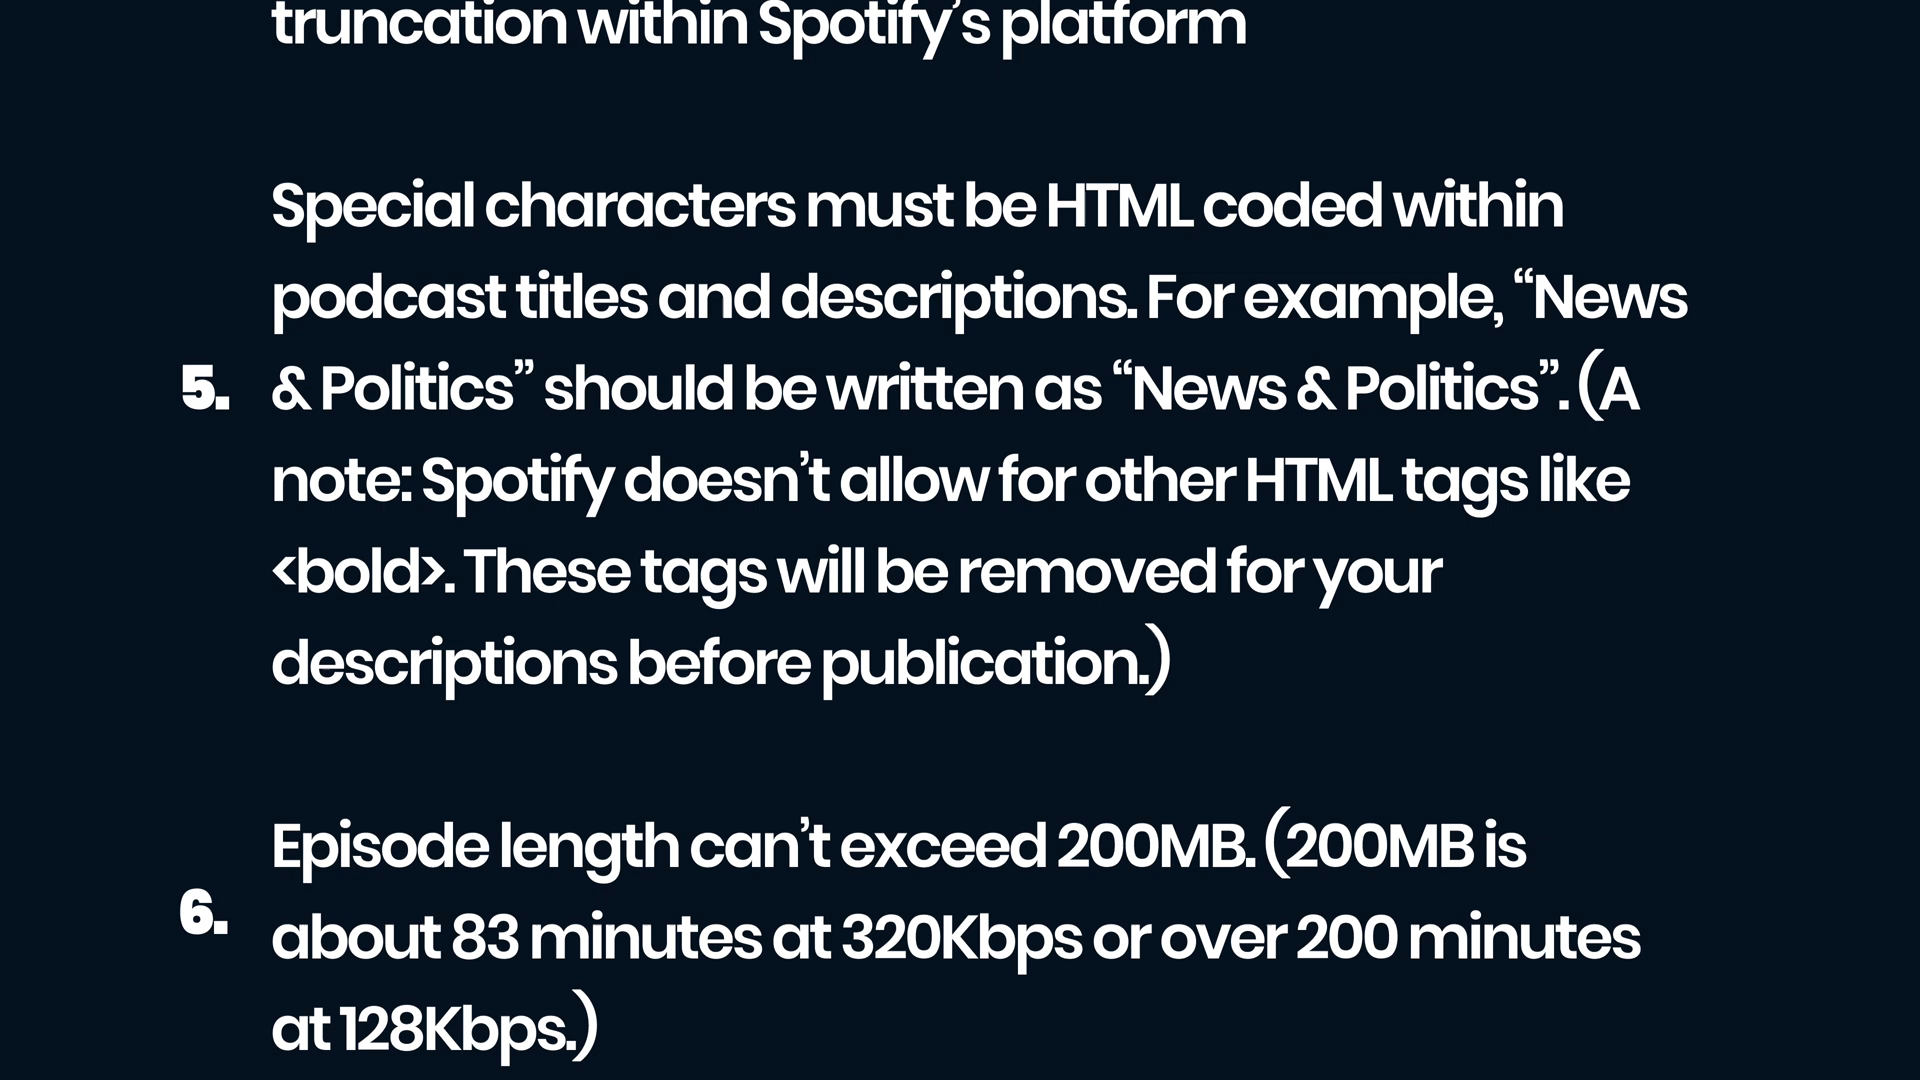 truncation within Spotify’s platform
Special characters must be HTML coded within
podcast titles and descriptions. For example, “News
5. & Politics” should be written as “News & Politics”. (A
note: Spotify doesn’t allow for other HTML tags like
<bold>. These tags will be removed for your
descriptions before publication.)
Episode length can’t exceed 200MB. (200MB is
6. about 83 minutes at 320Kbps or over 200 minutes
at 128Kbps.)